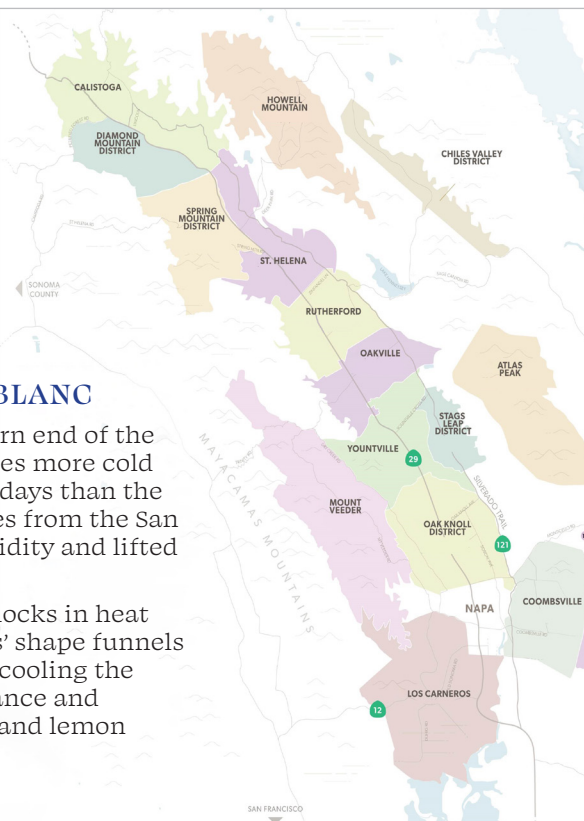 CALISTOGA
HOWELL
MOUNTAIN
DIAMOND
MOUNTAIN
DISTRICT
CHILES VALLEY
DISTRICT
SPRING
MOUNTAIN
DISTRICT
ST. HELENA
SONOMA
COUNTY
RUTHERFORD
OAKVILLE
ATLAS
PEAK
BLANC
rn end of the
es more cold
days than the
es from the San
idity and lifted
locks in heat
s’ shape funnels
cooling the
ance and
and lemon
MAYACAMAS MOUNTAINS
STAGS
LEAP
DISTRICT
YOUNTVILLE
29
MOUNT
VEEDER
SILVERADO TRAIL
OAK KNOLL
DISTRICT
121
NAPA
COOMBSVILLE
LOS CARNEROS
12
SAN FRANCISCO